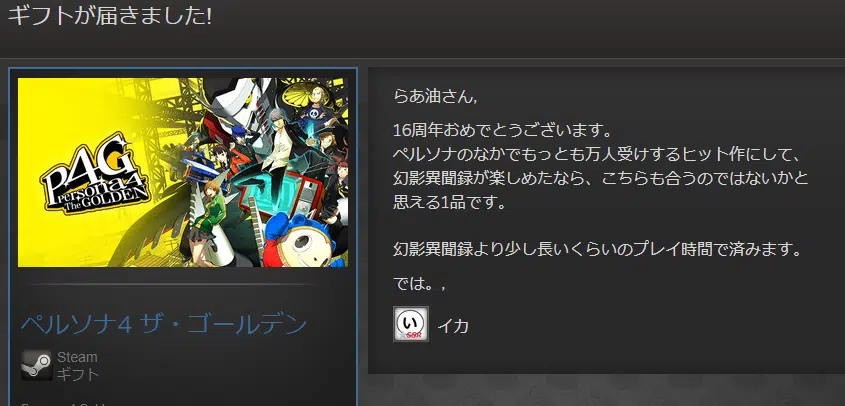 ギフトが届きました!
P4G
Persona4
The GOLDEN
ペルソナ4 ザ・ゴールデン
Steam
ギフト
らあ油さん,
16周年おめでとうございます。
ペルソナのなかでもっとも万人受けするヒット作にして、
幻影異聞録が楽しめたなら、こちらも合うのではないかと
思える1品です。
幻影異聞録より少し長いくらいのプレイ時間で済みます。
では。,
い
イカ